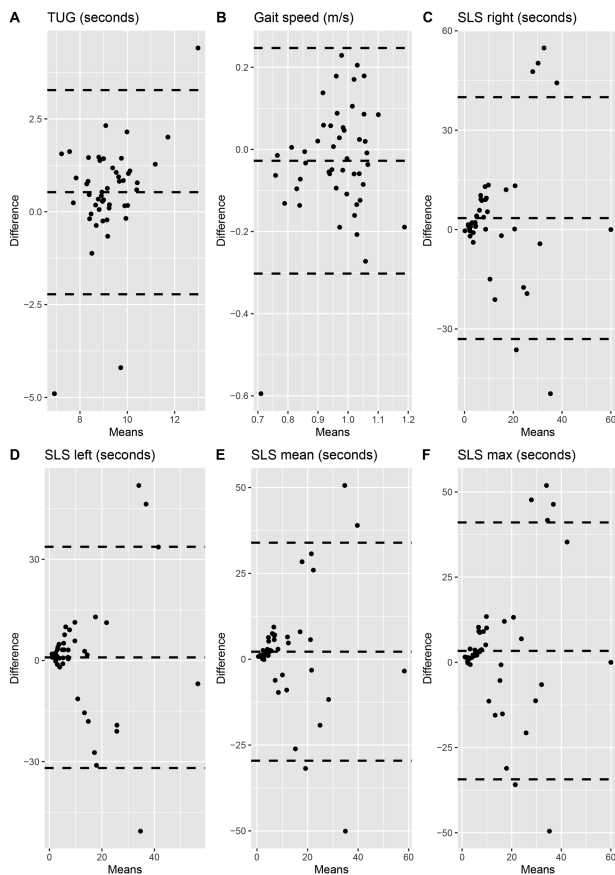 A TUG (seconds)
B Gait speed (m/s)
C SLS right (seconds)
Difference
5.0
2.5
0.0
−2.5
−5.0
8 10 12
Means
Difference
0.2
0.0
−0.2
−0.4
−0.6
0.7 0.8 0.9 1.0 1.1 1.2
Means
Difference
60
30
0
−30
0 20 40 60
Means
D SLS left (seconds)
E SLS mean (seconds)
F SLS max (seconds)
Difference
30
0
−30
0 20 40
Means
Difference
50
25
0
−25
−50
0 20 40 60
Means
Difference
50
25
0
−25
−50
0 20 40 60
Means